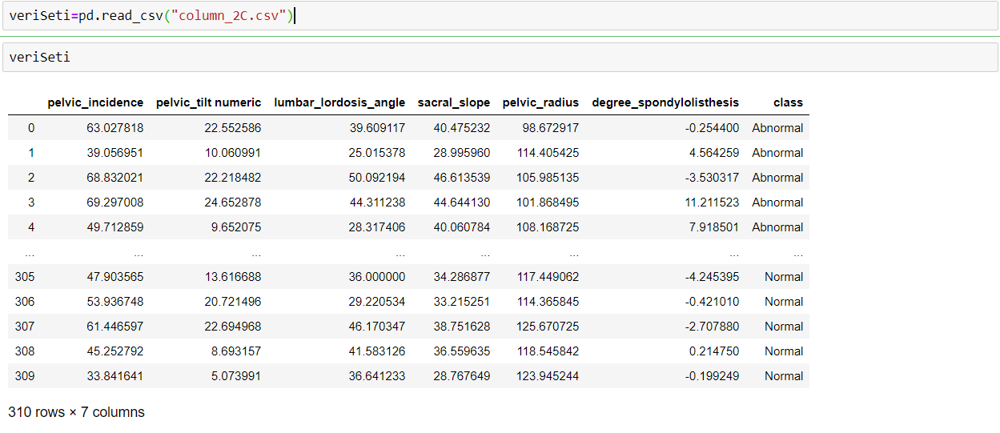 veriSeti=pd.read_csv("column_2C.csv")
veriSeti
pelvic_incidence pelvic_tilt numeric lumbar_lordosis_angle sacral_slope pelvic_radius degree_spondylolisthesis class
0 63.027818 22.552586 39.609117 40.475232 98.672917 -0.254400 Abnormal
1 39.056951 10.060991 25.015378 28.995960 114.405425 4.564259 Abnormal
2 68.832021 22.218482 50.092194 46.613539 105.985135 -3.530317 Abnormal
3 69.297008 24.652878 44.311238 44.644130 101.868495 11.211523 Abnormal
4 49.712859 9.652075 28.317406 40.060784 108.168725 7.918501 Abnormal
... ... ... ... ... ... ... ...
305 47.903565 13.616688 36.000000 34.286877 117.449062 -4.245395 Normal
306 53.936748 20.721496 29.220534 33.215251 114.365845 -0.421010 Normal
307 61.446597 22.694968 46.170347 38.751628 125.670725 -2.707880 Normal
308 45.252792 8.693157 41.583126 36.559635 118.545842 0.214750 Normal
309 33.841641 5.073991 36.641233 28.767649 123.945244 -0.199249 Normal
310 rows × 7 columns